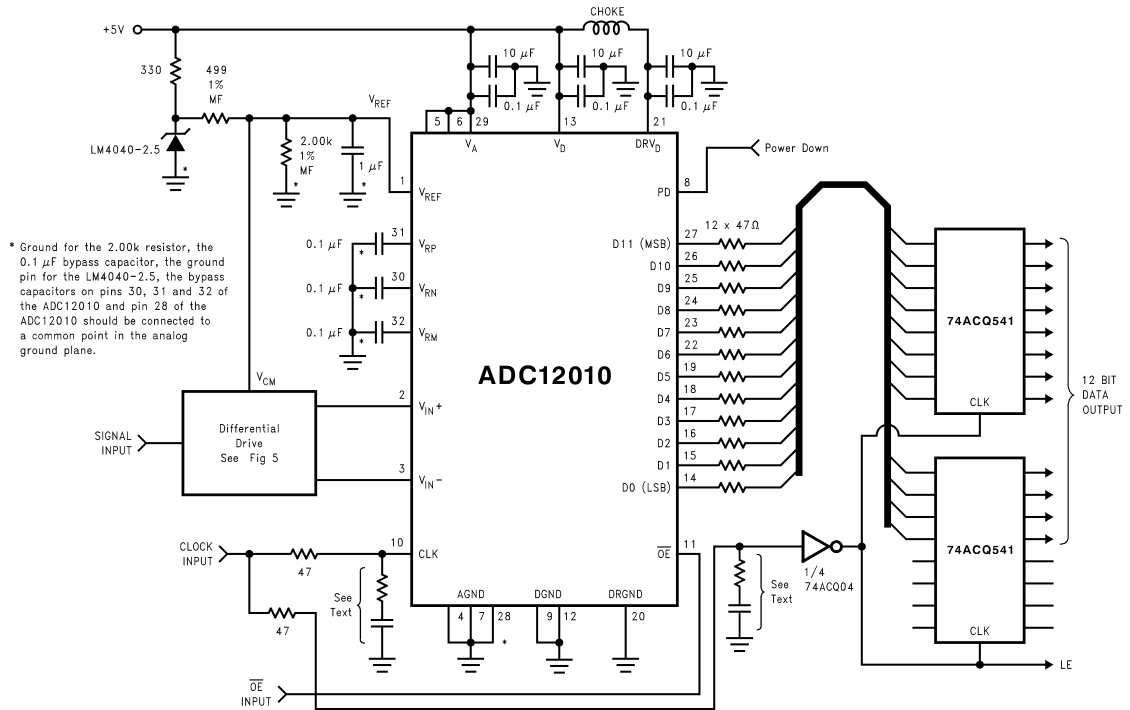 CHOKE
+5V
330
499
1%
MF
10 μF
10 μF
10 μF
0.1 μF
0.1 μF
0.1 μF
VREF
5
6
29
13
21
VA
VD
DRVD
LM4040-2.5
*
2.00k
1%
MF
*
1 μF
*
Power Down
1
VREF
8
PD
* Ground for the 2.00k resistor, the
0.1 μF bypass capacitor, the ground
pin for the LM4040-2.5, the bypass
capacitors on pins 30, 31 and 32 of
the ADC12010 and pin 28 of the
ADC12010 should be connected to
a common point in the analog
ground plane.
0.1 μF
*
31
VRP
0.1 μF
*
30
VRN
0.1 μF
*
32
VRM
12 x 47Ω
D11 (MSB)
27
D10
26
D9
25
D8
24
D7
23
D6
22
D5
19
D4
18
D3
17
D2
16
D1
15
D0 (LSB)
14
ADC12010
74ACQ541
CLK
12 BIT
DATA
OUTPUT
VCM
SIGNAL
INPUT
Differential
Drive
See Fig 5
2
VIN+
3
VIN-
CLOCK
INPUT
47
10
CLK
47
See
Text
OE
11
See
Text
1/4
74ACQ04
74ACQ541
CLK
AGND
DGND
DRGND
4
7
28
*
9
12
20
OE
INPUT
LE